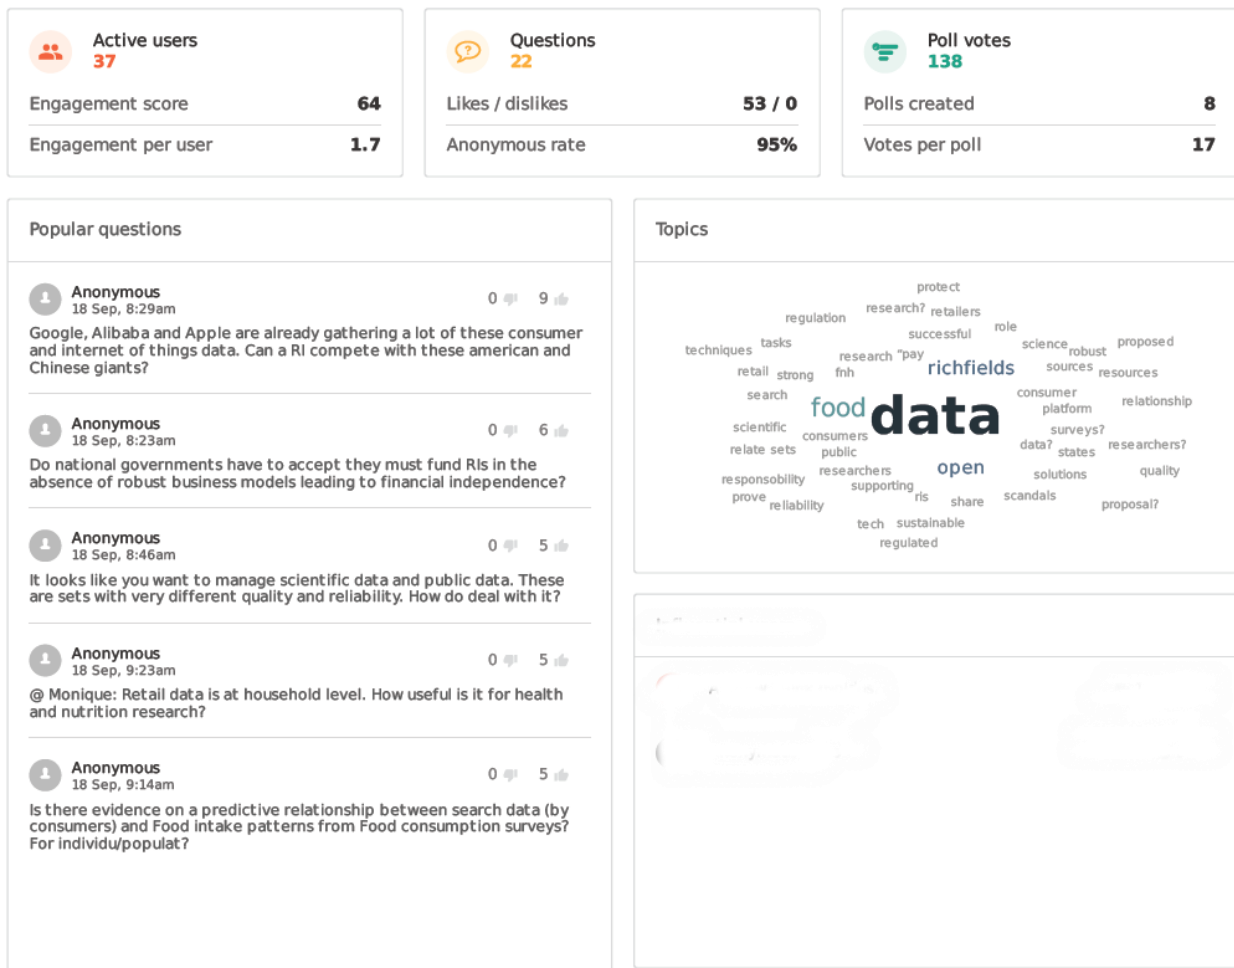 Active users
37
Engagement score 64
Engagement per user 1.7
Questions
22
Likes / dislikes 53 / 0
Anonymous rate 95%
Poll votes
138
Polls created 8
Votes per poll 17
Popular questions
Anonymous
18 Sep, 8:29am
0 9
Google, Alibaba and Apple are already gathering a lot of these consumer
and internet of things data. Can a RI compete with these american and
Chinese giants?
Anonymous
18 Sep, 8:23am
0 6
Do national governments have to accept they must fund RIs in the
absence of robust business models leading to financial independence?
Anonymous
18 Sep, 8:46am
0 5
It looks like you want to manage scientific data and public data. These
are sets with very different quality and reliability. How do deal with it?
Anonymous
18 Sep, 9:23am
0 5
@ Monique: Retail data is at household level. How useful is it for health
and nutrition research?
Anonymous
18 Sep, 9:14am
0 5
Is there evidence on a predictive relationship between search data (by
consumers) and Food intake patterns from Food consumption surveys?
For individu/populat?
Topics
protect
research? retailers
regulation
role
successful
tasks
science
proposed
techniques
robust
research
"pay
richfields
sources
retail
strong
fnh
resources
search
consumer
food
data
platform
relationship
scientific
consumers
surveys?
relate sets
public
data?
states
researchers?
researchers
open
responsobility
solutions
quality
supporting
prove
reliability
ris
share
scandals
proposal?
tech
sustainable
regulated